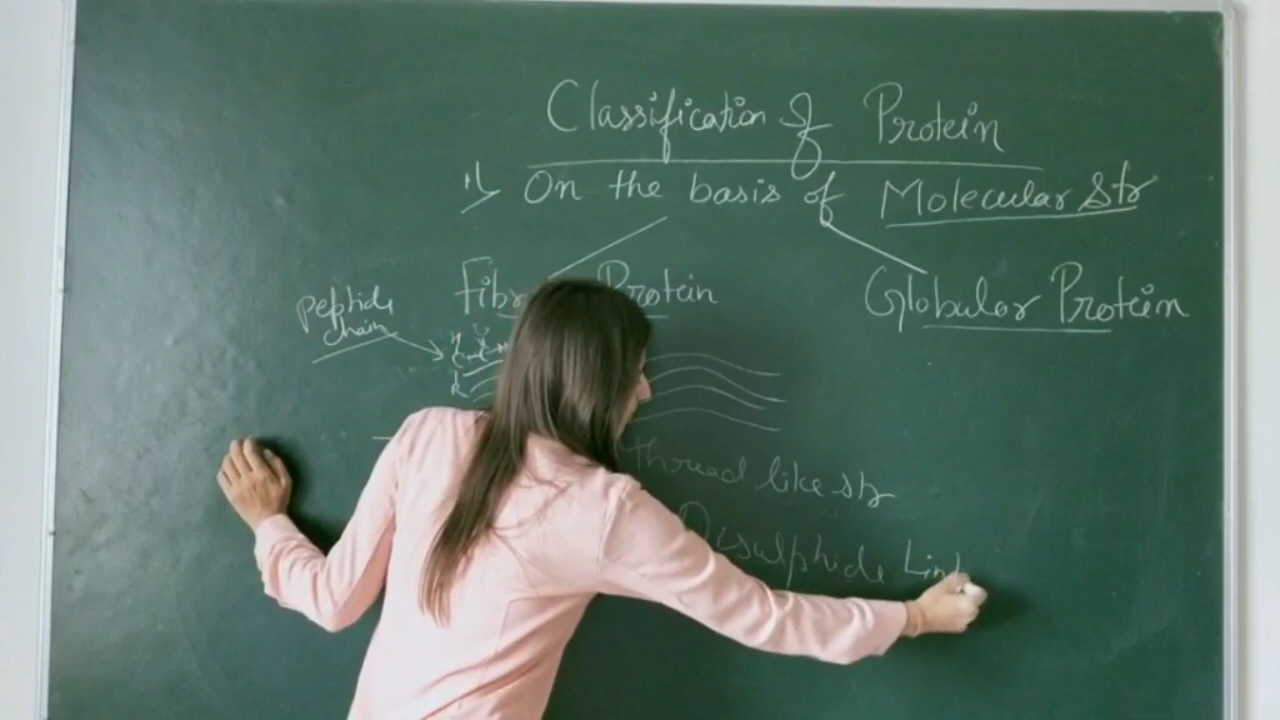 Classification of Protein
1) On the basis of Molecular Str
Protein
Globular Protein
peptide
chain
thread like str
Disulphide